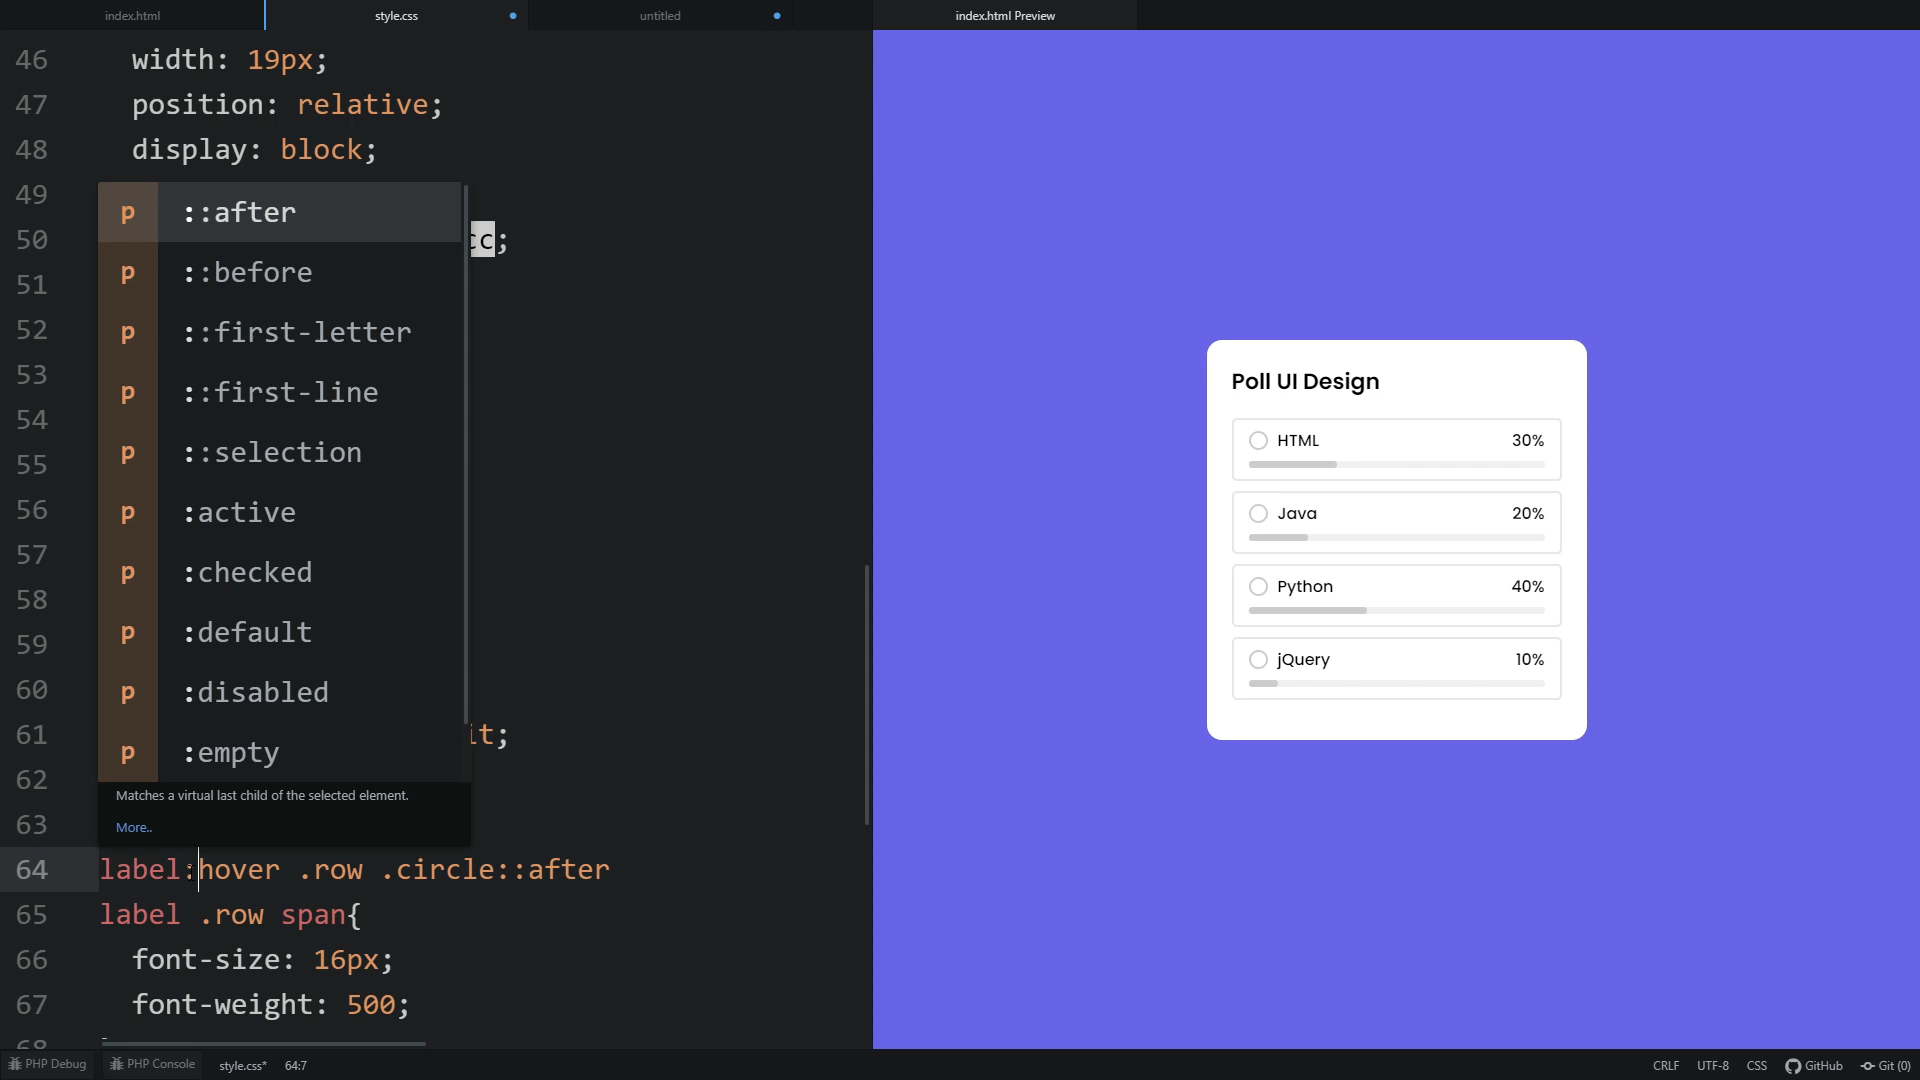 index.html
style.css
untitled
index.html Preview
46 width: 19px;
47 position: relative;
48 display: block;
49
50 cc;
51
52
53
54
55
56
57
58
59
60
61 it;
62
63
p ::after
p ::before
p ::first-letter
p ::first-line
p ::selection
p :active
p :checked
p :default
p :disabled
p :empty
Matches a virtual last child of the selected element.
More..
64 label:hover .row .circle::after
65 label .row span{
66 font-size: 16px;
67 font-weight: 500;
68
Poll UI Design
HTML 30%
Java 20%
Python 40%
jQuery 10%
PHP Debug PHP Console style.css* 64:7
CRLF UTF-8 CSS GitHub Git (0)